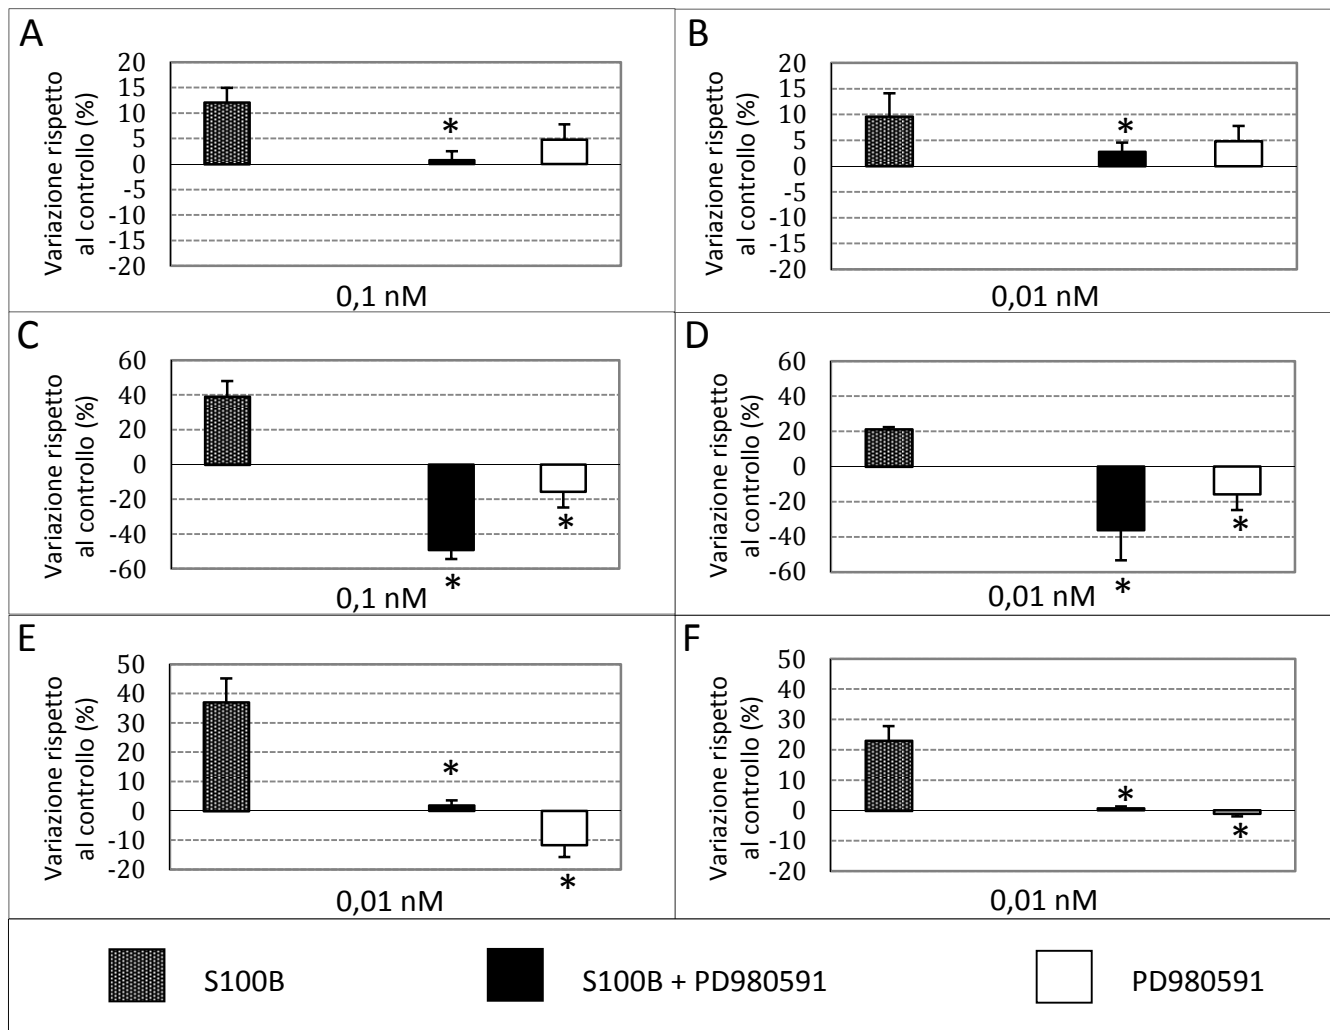 A
Variazione rispetto
al controllo (%)
20
15
10
5
0
-5
-10
-15
-20
*
0,1 nM
B
Variazione rispetto
al controllo (%)
20
15
10
5
0
-5
-10
15
-20
*
0,01 nM
C
Variazione rispetto
al controllo (%)
60
40
20
0
-20
-40
-60
*
*
0,1 nM
D
Variazione rispetto
al controllo (%)
60
40
20
0
-20
-40
-60
*
*
0,01 nM
E
Variazione rispetto
al controllo (%)
50
40
30
20
10
0
-10
-20
*
*
0,01 nM
F
Variazione rispetto
al controllo (%)
50
40
30
20
10
0
-10
-20
*
*
0,01 nM
S100B
S100B + PD980591
PD980591